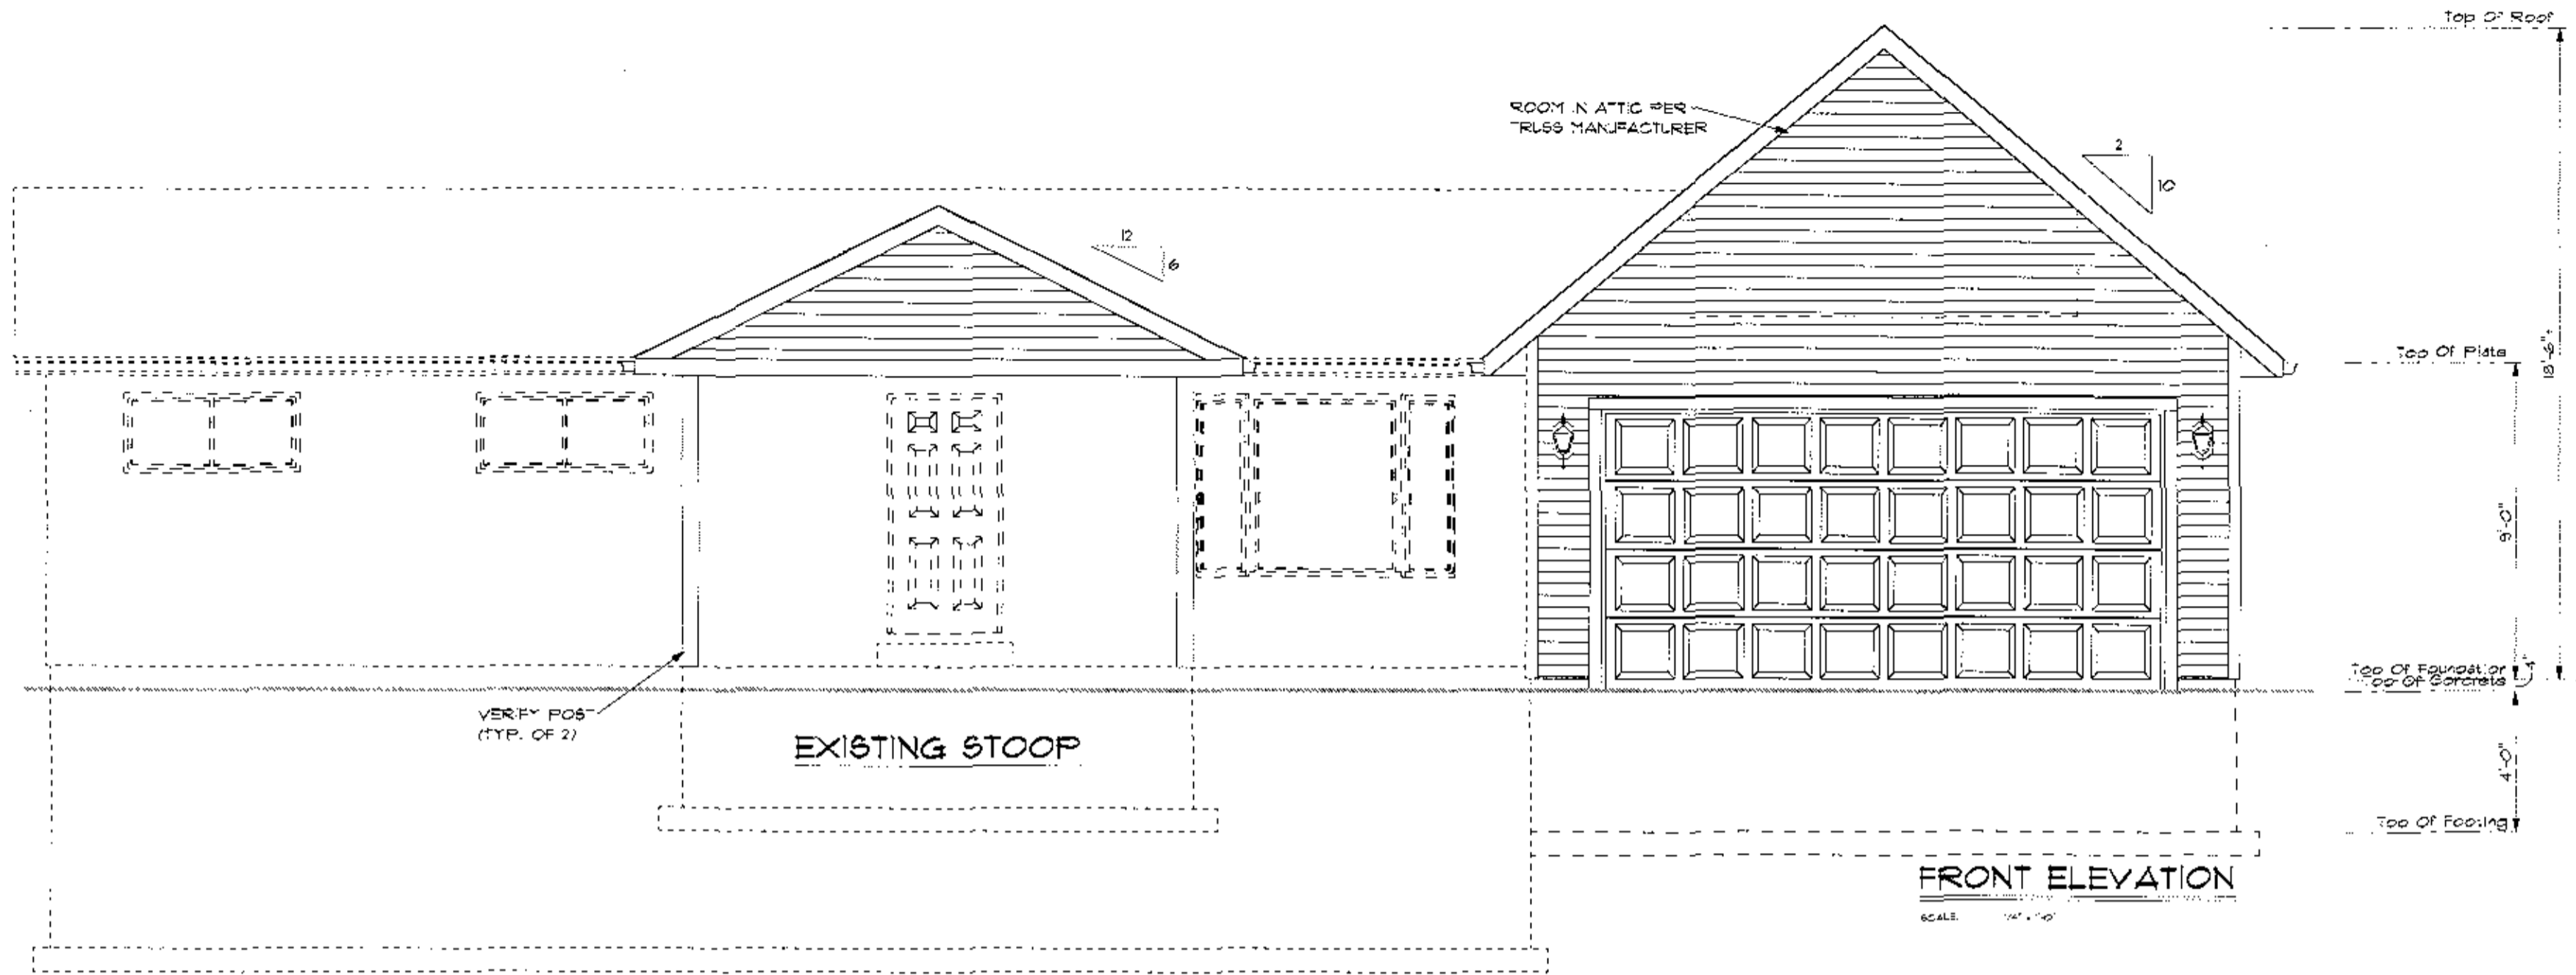 Top Of Roof
ROOM IN ATTIC PER
TRUSS MANUFACTURER
2
10
12
6
Top Of Plate
18'-6"
9'-0"
Top Of Foundation
Top Of Concrete
4"
VERIFY POST
(TYP. OF 2)
EXISTING STOOP
4'-0"
Top Of Footing
FRONT ELEVATION
SCALE: